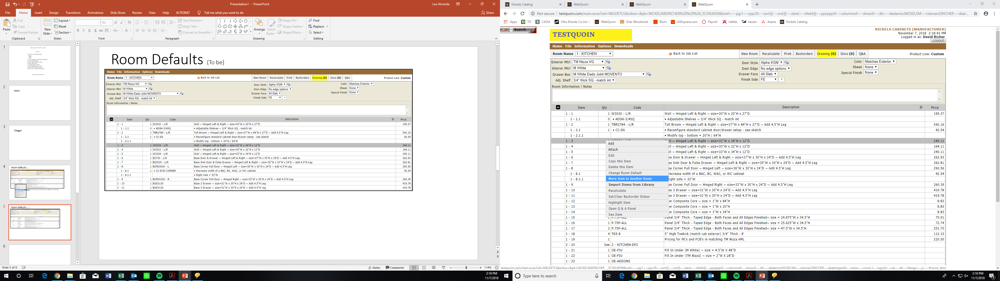 Presentation1 - PowerPoint
Leo Almeida
File Home Insert Design Transitions Animations Slide Show Review View Help ACROBAT Tell me what you want to do
Share
Paste
Cut
Copy
Format Painter
Clipboard
New Slide
Layout
Reset
Section
Slides
Font
Text Direction
Align Text
Convert to SmartArt
Paragraph
Arrange
Quick Styles
Shape Fill
Shape Outline
Shape Effects
Drawing
Find
Replace
Select
Editing
1
2
Keith
3
Megan
4
Room Defaults
5
Room Defaults
6
Room Defaults (To be)
Home File Information Options Downloads
Room Name 1 - KITCHEN Back to Job List New Room Recalculate Print Backorders Drawing (0) Docs (0) Q&A Product Line: Custom
Exterior Mtrl TM Nizza VG Door Style Alpha VGM Color Matches Exterior
Interior Mtrl M White Door Edge No edge options Sheen None
Drawer Box M White Dado Joint MOVENTO Drawer Face All Slab Special Finish None
Adj. Shelf 3/4" thick SQ - match int Finish Side FE
Room Information / Notes
Item Qty Code Description Price
1 - 1 1 W3020 - L/R Wall ~ Hinged Left & Right ~ size=30"W x 20"H x 27"D 199.37
1 - 1.1 0 • ADSH-3/4SQ • Adjustable Shelves ~ 3/4" thick SQ - match int
1 - 2 1 TBR2784 - L/R Tall Broom ~ Hinged Left & Right ~ size=27"W x 84"H x 27"D ~ Add 4.5"H Leg 542.16
1 - 2.1 1 • CC-D6 • Reconfigure standard cabinet door/drawer setup - see sketch 42.54
1 - 2.1.1 • Modify top - bottom = 20"H / 64"H
1 - 3 1 W3234 - L/R Wall ~ Hinged Left & Right ~ size=32"W x 34"H x 12"D 240.11
1 - 4 1 W3022 - L/R Wall ~ Hinged Left & Right ~ size=30"W x 22"H x 12"D 164.11
1 - 5 1 W3334 - L/R Wall ~ Hinged Left & Right ~ size=33"W x 34"H x 12"D 240.11
1 - 6 1 B2730 - L/R Base Door & Drawer ~ Hinged Left & Right ~ size=27"W x 30"H x 24"D ~ Add 4.5"H Leg 262.93
1 - 7 1 BS3530 - L/R Base Sink Door & False Drawer ~ Hinged Left & Right ~ size=35"W x 30"H x 24"D ~ Add 4.5"H Leg 262.81
1 - 8 1 BCFD3630 - L Base Corner Full Door ~ Hinged Left ~ size=36"W x 30"H x 24"D ~ Add 4.5"H Leg 290.56
1 - 8.1 1 • CC-DCR-CORNER • Decrease width of a BAC, BC, WAC, or WC cabinet 42.54
1 - 8.1.1 • Right side = 33"W
1 - 9 1 BCFD3330 - R Base Corner Full Door ~ Hinged Right ~ size=33"W x 30"H x 24"D ~ Add 4.5"H Leg 260.39
1 - 10 1 B3D3130 Base 3 Drawer ~ size=31"W x 30"H x 24"D ~ Add 4.5"H Leg 419.78
1 - 11 1 B3D3130 Base 3 Drawer ~ size=31"W x 30"H x 24"D ~ Add 4.5"H Leg 419.78
Slide 5 of 8
Notes Comments 114%
2:18 PM
11/7/2018
Nickels Catalog WebQuoin WebQuoin WebQuoin
Not secure testquoin.com/main.wcsx?sid=NKLDETLS&srbox=&pk=NICKELSMDRICHER%20%20%20_5C50U65I9&xref=~~pg:1~~rpp:20~~sort:[]~~ord:[]~~stext:~~sfield:[]~~ppsppp:0~~columnref:~~show:0~~dlr:~~dealerno:NICKELSM~~rslsman:DRICHER~~deal...
Apps TD CAIXA Hiku Brands Co Ltd WebQuoin Elias Woodwork Blum AliExpress.com Payroll hafele. kaizen Asana Nickels Catalog
Search
TESTQUOIN
NICKELS CABINETS (MANUFACTURER)
November 7, 2018 2:18:41 PM
Logged in as: David Richer
LOGOUT
Home File Information Options Downloads
Room Name 1 - KITCHEN Back to Job List New Room Recalculate Print Backorders Drawing (0) Docs (0) Q&A Product Line: Custom
Exterior Mtrl TM Nizza VG Door Style Alpha VGM Color Matches Exterior
Interior Mtrl M White Door Edge No edge options Sheen None
Drawer Box M White Dado Joint MOVENTO Drawer Face All Slab Special Finish None
Adj. Shelf 3/4" thick SQ - match int Finish Side FE
Room Information / Notes
Item Qty Code Description Price
1 - 1 1 W3020 - L/R Wall ~ Hinged Left & Right ~ size=30"W x 20"H x 27"D 199.37
1 - 1.1 0 • ADSH-3/4SQ • Adjustable Shelves ~ 3/4" thick SQ - match int
1 - 2 1 TBR2784 - L/R Tall Broom ~ Hinged Left & Right ~ size=27"W x 84"H x 27"D ~ Add 4.5"H Leg 542.16
1 - 2.1 1 • CC-D6 • Reconfigure standard cabinet door/drawer setup - see sketch 42.54
1 - 2.1.1 • Modify top - bottom = 20"H / 64"H
1 - 3 ~ Hinged Left & Right ~ size=32"W x 34"H x 12"D 240.11
1 - 4 ~ Hinged Left & Right ~ size=30"W x 22"H x 12"D 164.11
1 - 5 ~ Hinged Left & Right ~ size=33"W x 34"H x 12"D 240.11
1 - 6 Door & Drawer ~ Hinged Left & Right ~ size=27"W x 30"H x 24"D ~ Add 4.5"H Leg 262.93
1 - 7 Sink Door & False Drawer ~ Hinged Left & Right ~ size=35"W x 30"H x 24"D ~ Add 4.5"H Leg 262.81
1 - 8 Corner Full Door ~ Hinged Left ~ size=36"W x 30"H x 24"D ~ Add 4.5"H Leg 290.56
1 - 8.1 Decrease width of a BAC, BC, WAC, or WC cabinet 42.54
1 - 8.1.1 Right side = 33"W
1 - 9 Corner Full Door ~ Hinged Right ~ size=33"W x 30"H x 24"D ~ Add 4.5"H Leg 260.39
1 - 10 3 Drawer ~ size=31"W x 30"H x 24"D ~ Add 4.5"H Leg 419.78
1 - 11 3 Drawer ~ size=31"W x 30"H x 24"D ~ Add 4.5"H Leg 419.78
1 - 12 Composite Core ~ size = 1"W X 84"H 8.83
1 - 13 Composite Core ~ size = 1"W X 20"H 8.83
1 - 14 Composite Core ~ size = 1"W X 34"H 8.83
1 - 15 1 P.75P-ALL Panel 3/4" Thick - Taped Edge - Both Faces and All Edges Finished~ size = 24.875"W x 34.5"H 70.91
1 - 16 1 P.75P-ALL Panel 3/4" Thick - Taped Edge - Both Faces and All Edges Finished~ size = 25.625"W x 34.5"H 72.74
1 - 17 2 P.75P-ALL Panel 3/4" Thick - Taped Edge - Both Faces and All Edges Finished~ size = 47.5"W x 34.5"H 251.70
1 - 18 4 TK5-8 5" High Toekick (match cab exterior) 3/4" Thick - 8' 112.15
1 - 19 1 Pricing for FE's and FCB's in matching TM Nizza HPL 220.50
2 - 20 See 2 - KITCHEN-DF2
1 - 21 1 OE-FIU Fill In Under (M White) ~ size = 4.5"W X 48"D
1 - 22 1 OE-FIU Fill In Under (TM Nizza) ~ size = 2"W X 28"D
1 - 23 1 OE-ADDONS
Add
Attach
Edit
Copy this Item
Delete this Item
Change Room Default
Move Item to Another Room
Import Items from Library
Recalculate
Set/Clear Backorder Status
Highlight Item
Open Q & A Panel
See Item
testquoin.com/main.wcsx?sid=NKLDETLS&srbox=&pk=NICKELSMDRICHER _5C50U65I9&xref=~~pg:1~~rpp:20~~sort:[]~~ord:[]~~stext:~~sfield:[]~~ppsppp:0~~columnref:~~show:0~~dlr:~~dealerno:NICKELSM~~rslsman:DRICHER~~dealertype:M~~srbox:~~cssno:1~~isgrp:0~~cal:~~dt:~~fdesgn:~~jc:~~#move_item
Type here to search
2:18 PM
11/7/2018